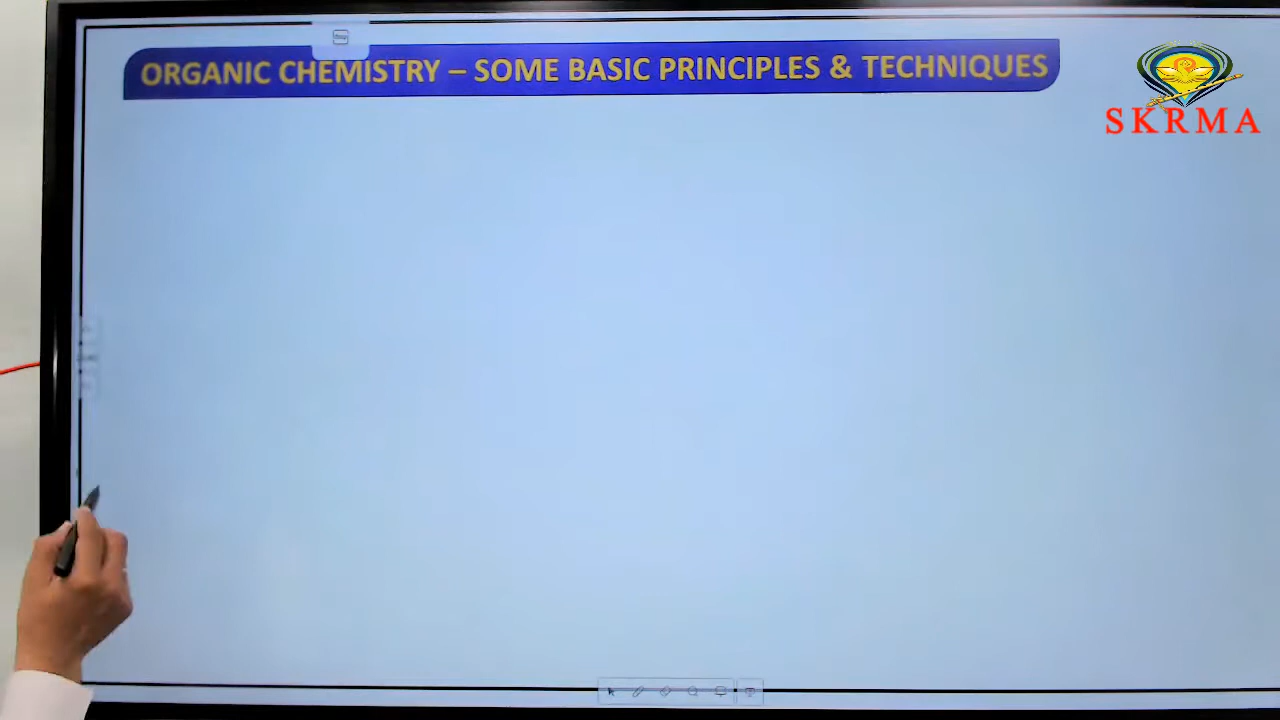 ORGANIC CHEMISTRY – SOME BASIC PRINCIPLES & TECHNIQUES
SKRMA